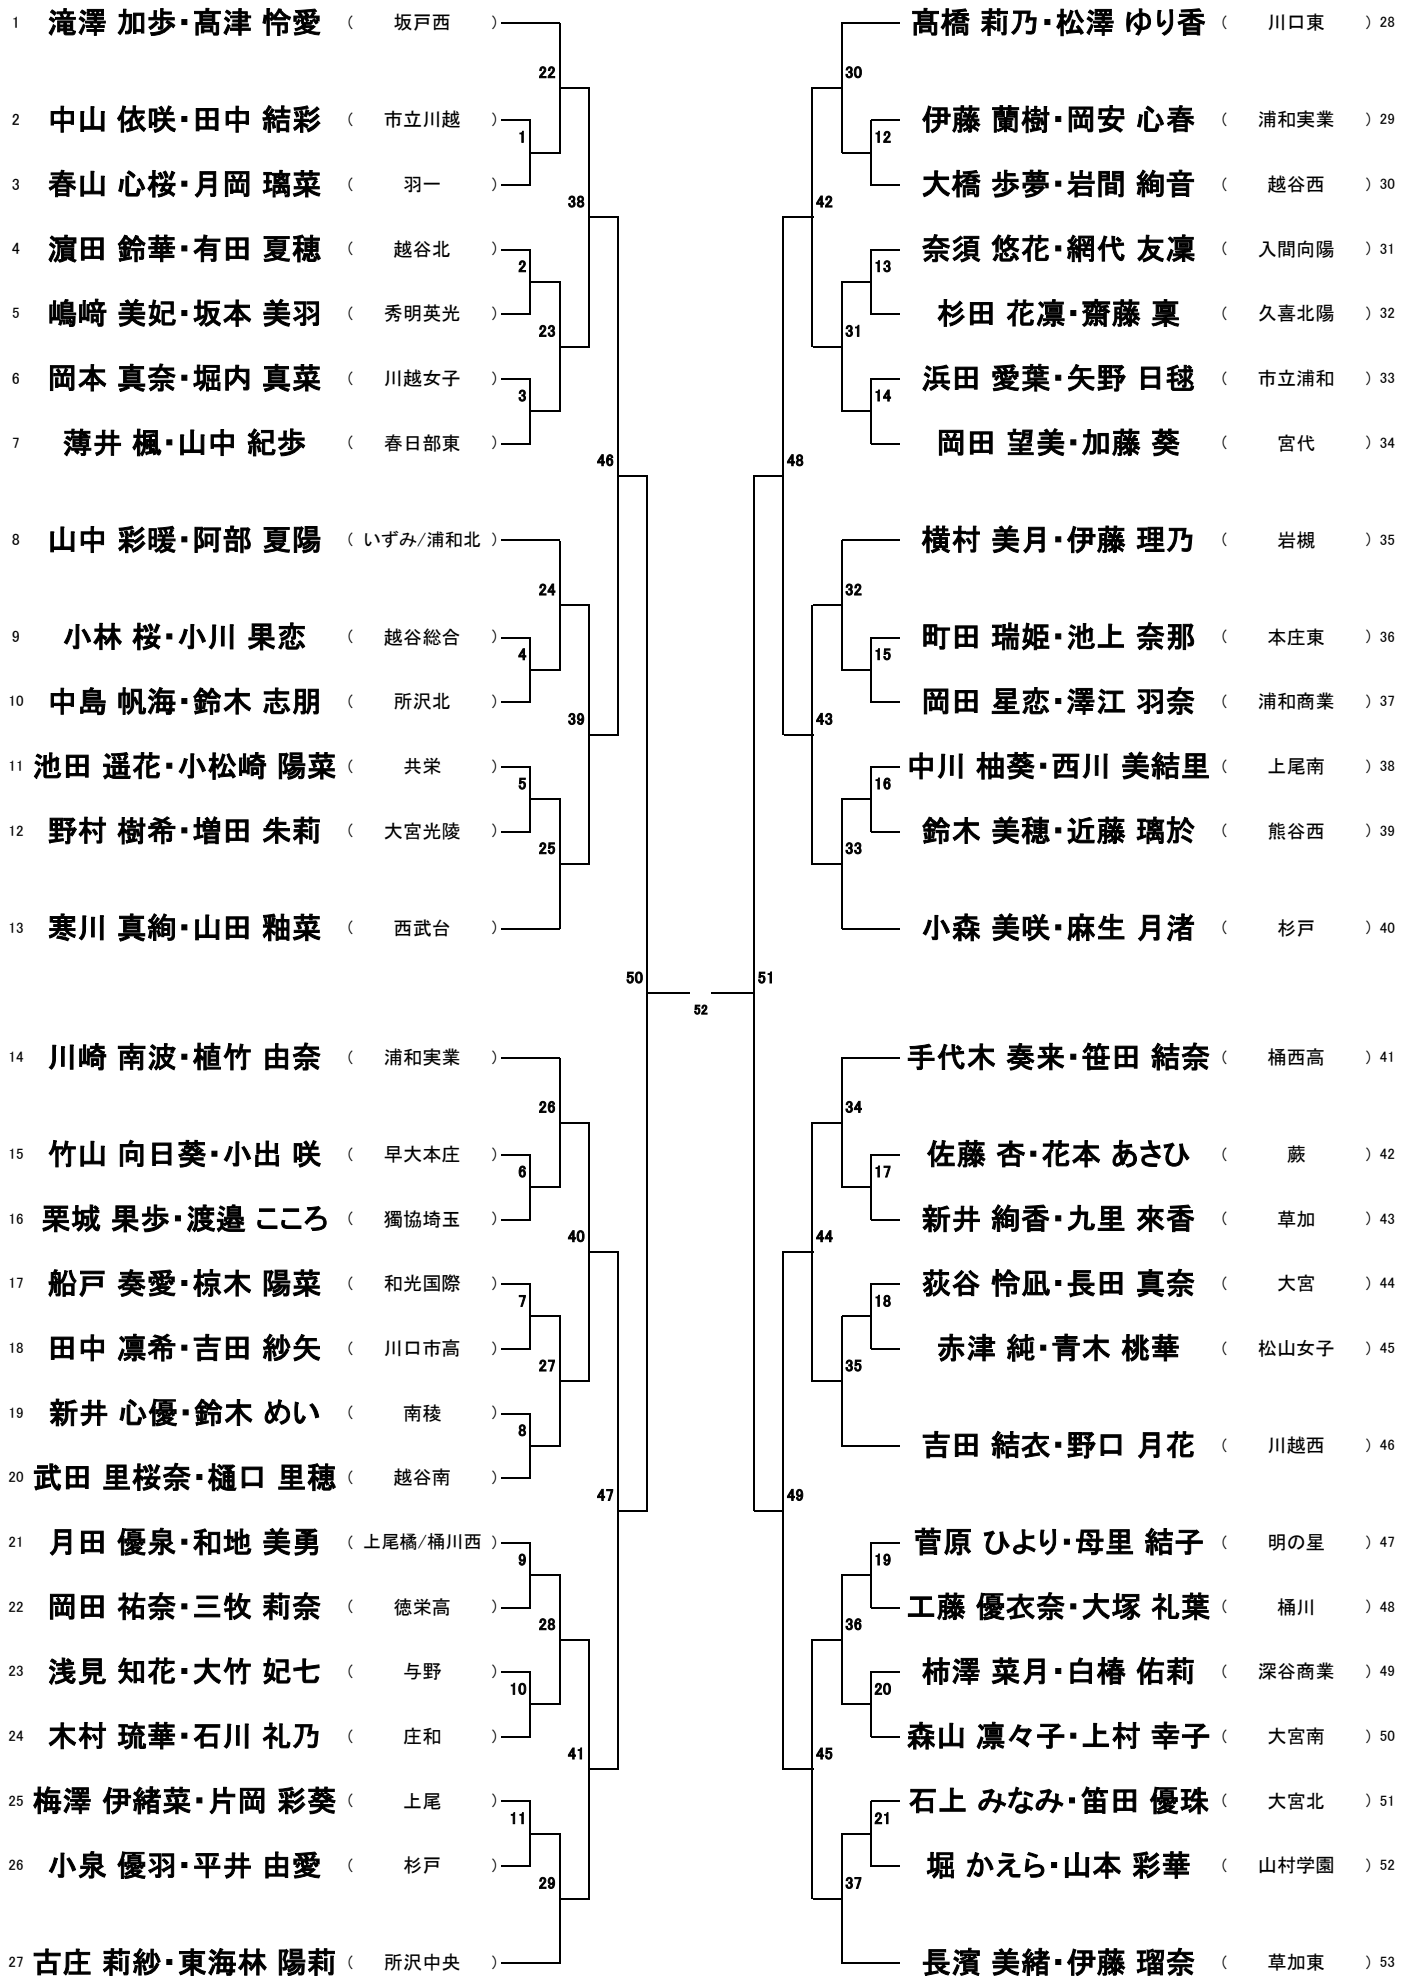 1 滝澤 加歩・髙津 怜愛 （ 坂戸西 ）
22
2 中山 依咲・田中 結彩 （ 市立川越 ）
1
3 春山 心桜・月岡 璃菜 （ 羽一 ）
38
4 濵田 鈴華・有田 夏穂 （ 越谷北 ）
2
5 嶋﨑 美妃・坂本 美羽 （ 秀明英光 ）
23
6 岡本 真奈・堀内 真菜 （ 川越女子 ）
3
7 薄井 楓・山中 紀歩 （ 春日部東 ）
46
8 山中 彩暖・阿部 夏陽 （ いずみ/浦和北 ）
24
9 小林 桜・小川 果恋 （ 越谷総合 ）
4
10 中島 帆海・鈴木 志朋 （ 所沢北 ）
39
11 池田 遥花・小松崎 陽菜 （ 共栄 ）
5
12 野村 樹希・増田 朱莉 （ 大宮光陵 ）
25
13 寒川 真絢・山田 釉菜 （ 西武台 ）
50
14 川崎 南波・植竹 由奈 （ 浦和実業 ）
26
15 竹山 向日葵・小出 咲 （ 早大本庄 ）
6
16 栗城 果歩・渡邉 こころ （ 獨協埼玉 ）
40
17 船戸 奏愛・椋木 陽菜 （ 和光国際 ）
7
18 田中 凛希・吉田 紗矢 （ 川口市高 ）
27
19 新井 心優・鈴木 めい （ 南稜 ）
8
20 武田 里桜奈・樋口 里穂 （ 越谷南 ）
47
21 月田 優泉・和地 美勇 （ 上尾橘/桶川西 ）
9
22 岡田 祐奈・三牧 莉奈 （ 徳栄高 ）
28
23 浅見 知花・大竹 妃七 （ 与野 ）
10
24 木村 琉華・石川 礼乃 （ 庄和 ）
41
25 梅澤 伊緒菜・片岡 彩葵 （ 上尾 ）
11
26 小泉 優羽・平井 由愛 （ 杉戸 ）
29
27 古庄 莉紗・東海林 陽莉 （ 所沢中央 ）
52
髙橋 莉乃・松澤 ゆり香 （ 川口東 ） 28
30
伊藤 蘭樹・岡安 心春 （ 浦和実業 ） 29
12
大橋 歩夢・岩間 絢音 （ 越谷西 ） 30
42
奈須 悠花・網代 友凜 （ 入間向陽 ） 31
13
杉田 花凛・齋藤 稟 （ 久喜北陽 ） 32
31
浜田 愛葉・矢野 日毬 （ 市立浦和 ） 33
14
岡田 望美・加藤 葵 （ 宮代 ） 34
48
横村 美月・伊藤 理乃 （ 岩槻 ） 35
32
町田 瑞姫・池上 奈那 （ 本庄東 ） 36
15
岡田 星恋・澤江 羽奈 （ 浦和商業 ） 37
43
中川 柚葵・西川 美結里 （ 上尾南 ） 38
16
鈴木 美穂・近藤 璃於 （ 熊谷西 ） 39
33
小森 美咲・麻生 月渚 （ 杉戸 ） 40
51
手代木 奏来・笹田 結奈 （ 桶西高 ） 41
34
佐藤 杏・花本 あさひ （ 蕨 ） 42
17
新井 絢香・九里 來香 （ 草加 ） 43
44
荻谷 怜凪・長田 真奈 （ 大宮 ） 44
18
赤津 純・青木 桃華 （ 松山女子 ） 45
35
吉田 結衣・野口 月花 （ 川越西 ） 46
49
菅原 ひより・母里 結子 （ 明の星 ） 47
19
工藤 優衣奈・大塚 礼葉 （ 桶川 ） 48
36
柿澤 菜月・白椿 佑莉 （ 深谷商業 ） 49
20
森山 凛々子・上村 幸子 （ 大宮南 ） 50
45
石上 みなみ・笛田 優珠 （ 大宮北 ） 51
21
堀 かえら・山本 彩華 （ 山村学園 ） 52
37
長濱 美緒・伊藤 瑠奈 （ 草加東 ） 53